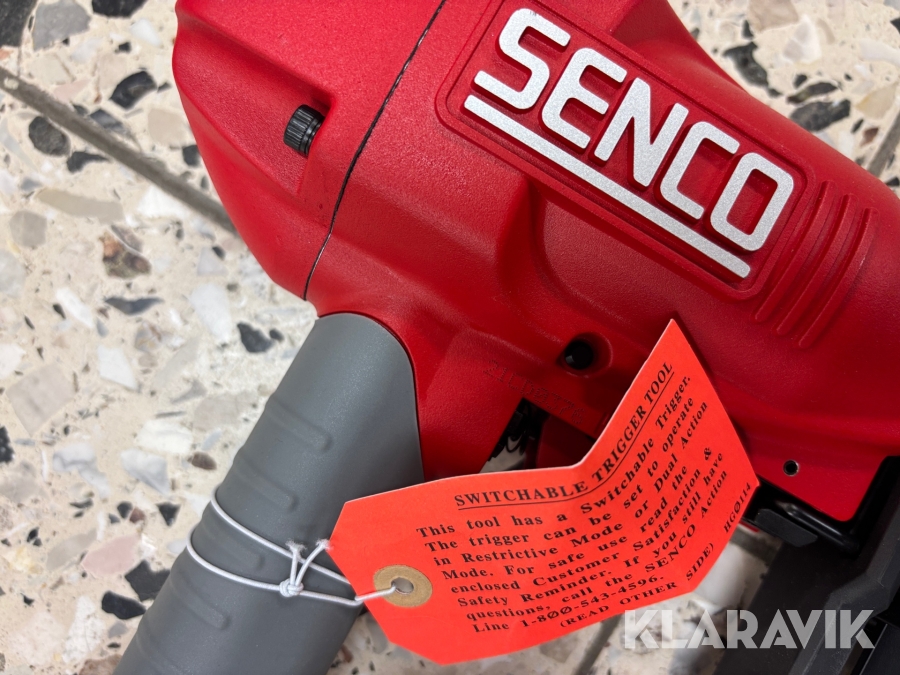 SENCO
SWITCHABLE TRIGGER TOOL
This tool has a Switchable Trigger.
The trigger can be set to operate
in Restrictive Mode or Dual Action
Mode. For safe use read the
enclosed Customer Satisfaction &
Safety Reminder. If you still have
questions, call the SENCO Action
Line 1-800-543-4596.
(READ OTHER SIDE)
KLARAVIK